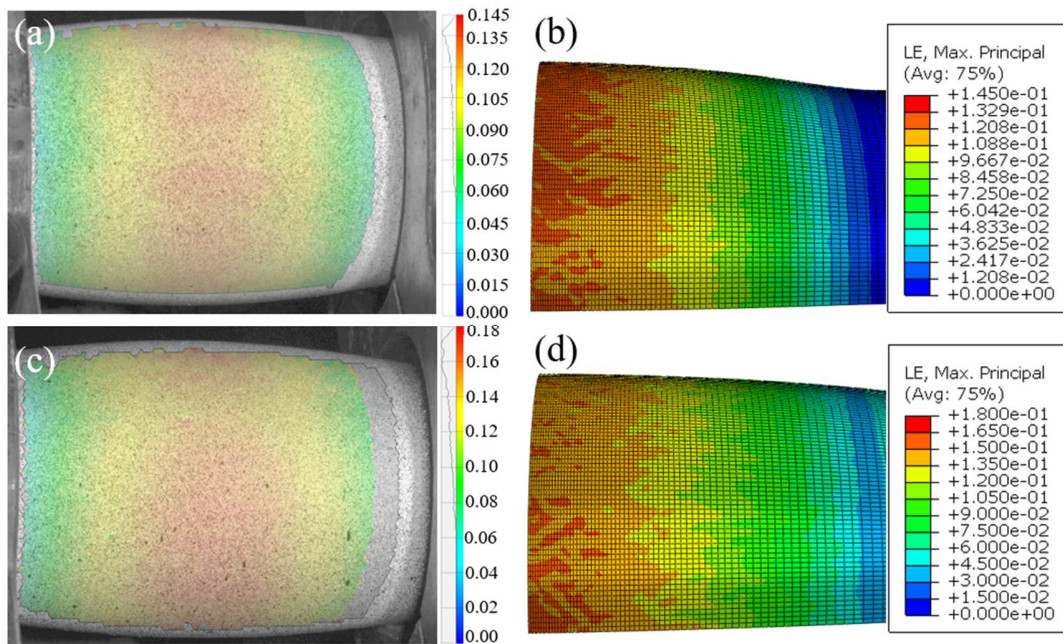 (a)
0.145
0.135
0.120
0.105
0.090
0.075
0.060
0.045
0.030
0.015
0.000
(b)
LE, Max. Principal
(Avg: 75%)
+1.450e-01
+1.329e-01
+1.208e-01
+1.088e-01
+9.667e-02
+8.458e-02
+7.250e-02
+6.042e-02
+4.833e-02
+3.625e-02
+2.417e-02
+1.208e-02
+0.000e+00
(c)
0.18
0.16
0.14
0.12
0.10
0.08
0.06
0.04
0.02
0.00
(d)
LE, Max. Principal
(Avg: 75%)
+1.800e-01
+1.650e-01
+1.500e-01
+1.350e-01
+1.200e-01
+1.050e-01
+9.000e-02
+7.500e-02
+6.000e-02
+4.500e-02
+3.000e-02
+1.500e-02
+0.000e+00